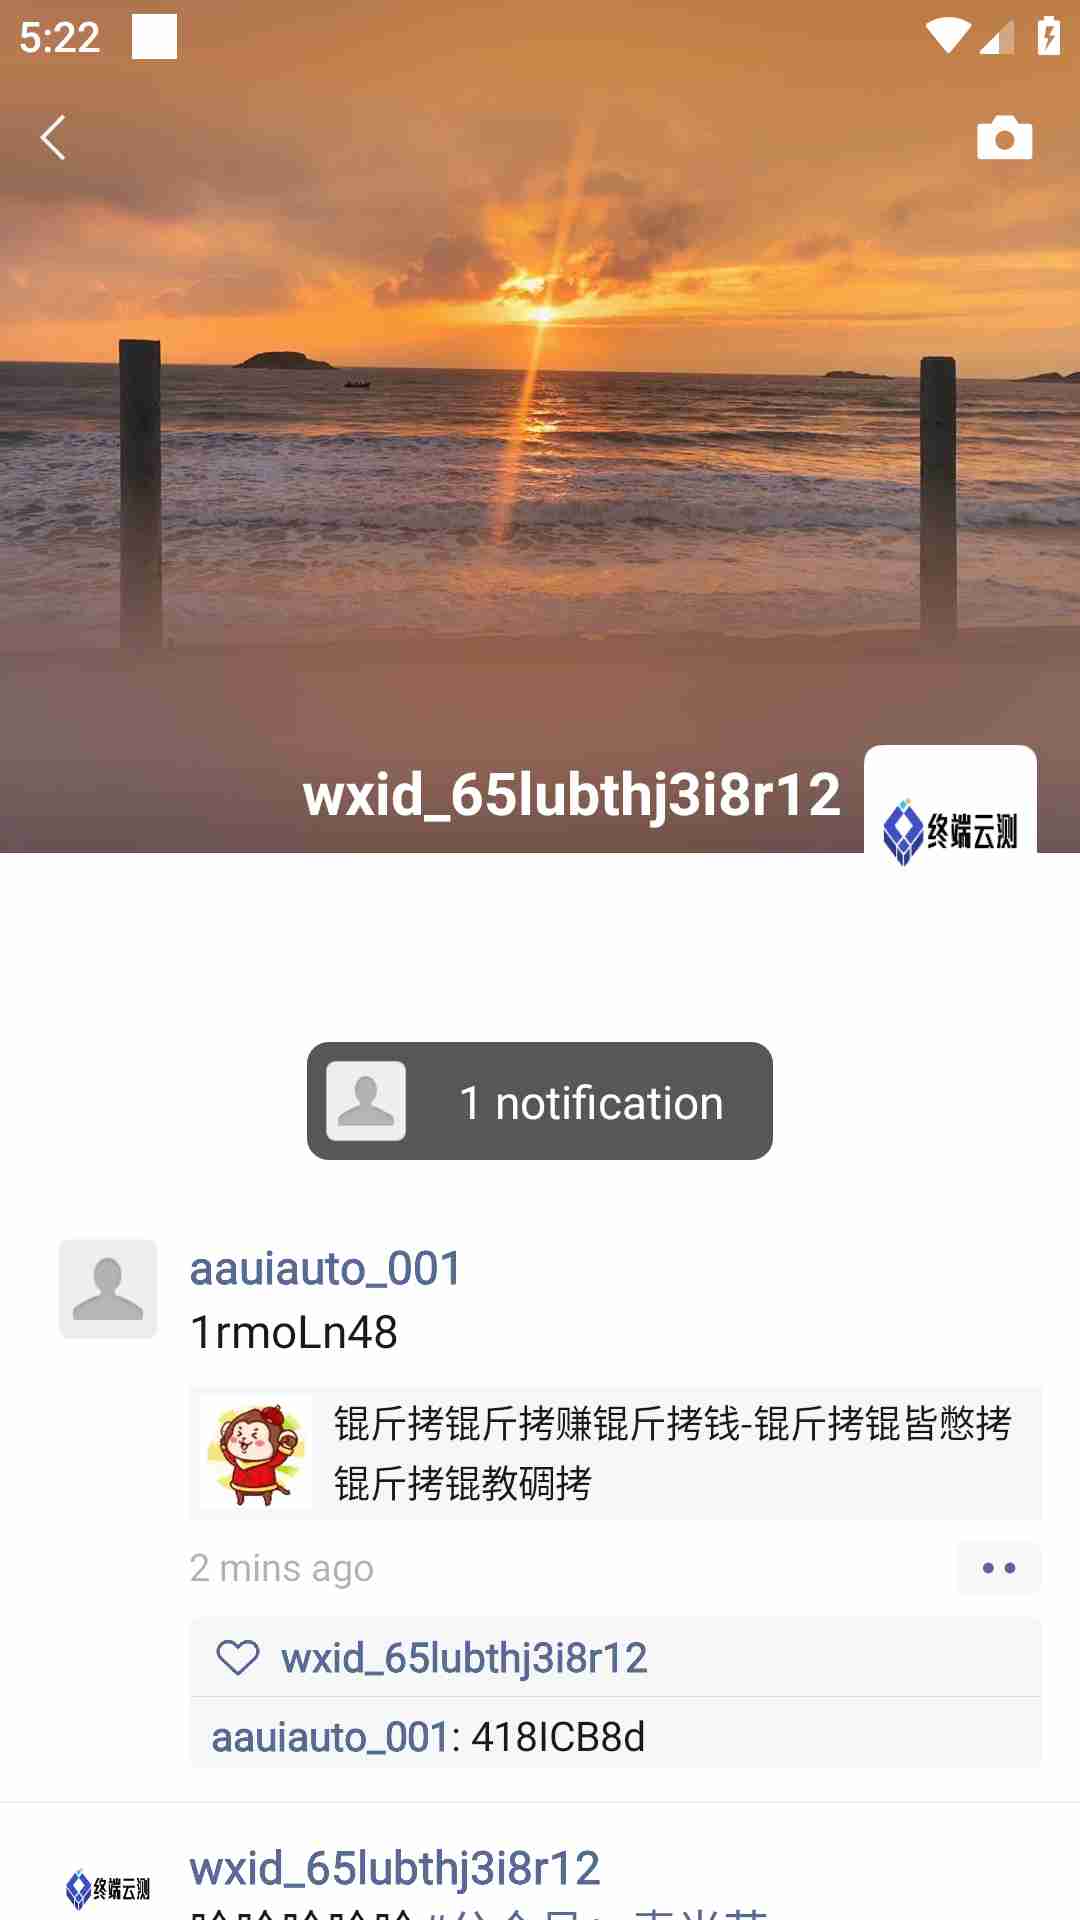 5:22
wxid_65lubthj3i8r12
终端云测
1 notification
aauiauto_001
1rmoLn48
锟斤拷锟斤拷赚锟斤拷钱-锟斤拷锟皆憋拷
锟斤拷锟教碉拷
2 mins ago
wxid_65lubthj3i8r12
aauiauto_001: 418ICB8d
wxid_65lubthj3i8r12
终端云测